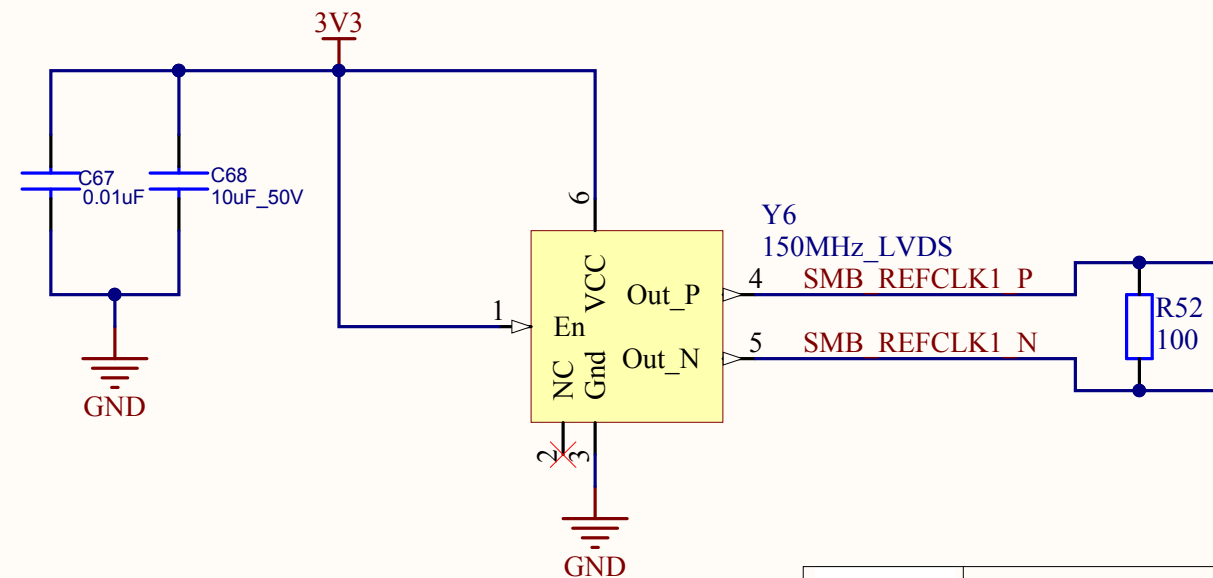 3V3
C67
0.01uF
C68
10uF_50V
GND
6
VCC
1
En
NC
Gnd
Out_P
Out_N
2
3
GND
Y6
150MHz_LVDS
4
SMB_REFCLK1_P
5
SMB_REFCLK1_N
R52
100